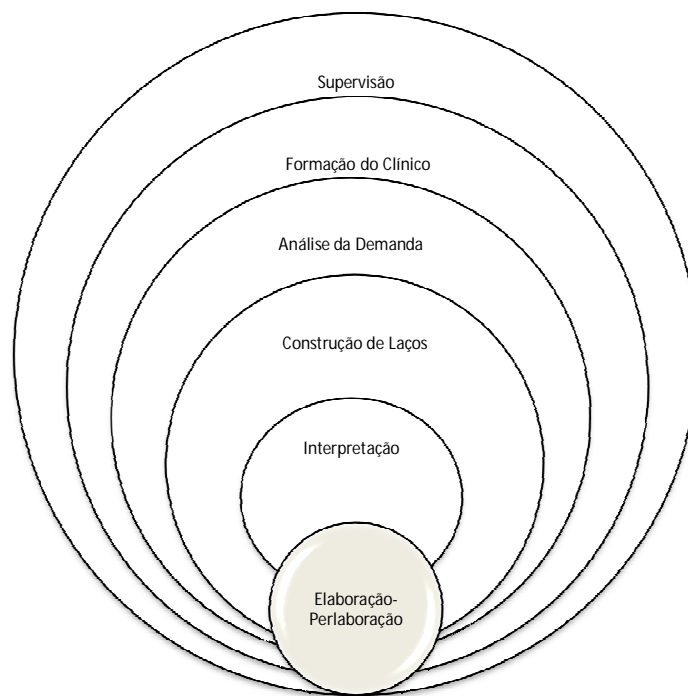 Supervisão
Formação do Clínico
Análise da Demanda
Construção de Laços
Interpretação
Elaboração-
Perlaboração